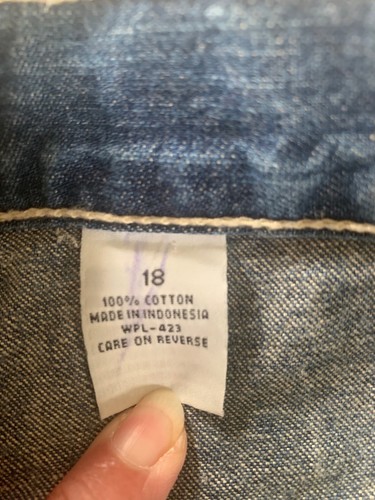 18
100% COTTON
MADE IN INDONESIA
WPL-423
CARE ON REVERSE